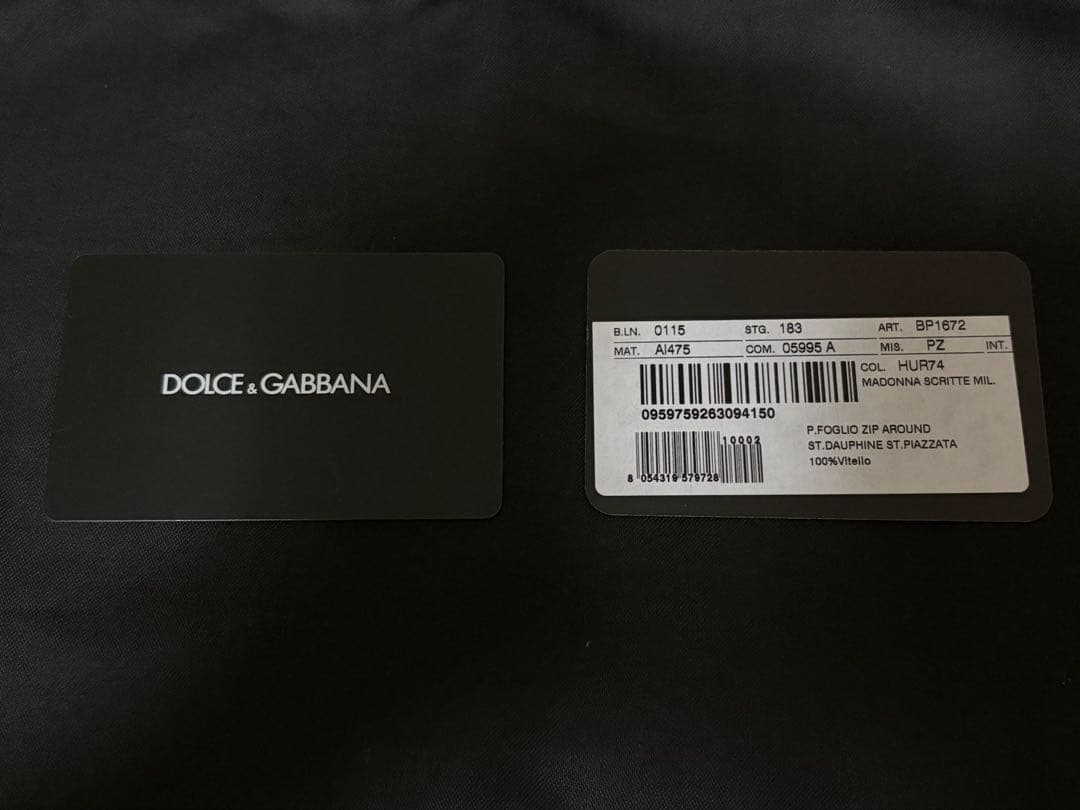 DOLCE & GABBANA
B.LN. 0115 STG. 183 ART. BP1672
MAT. AI475 COM. 05995 A MIS. PZ INT.
COL. HUR74
MADONNA SCRITTE MIL.
0959759263094150
10002
8 054319 579728
P.FOGLIO ZIP AROUND
ST.DAUPHINE ST.PIAZZATA
100%Vitello